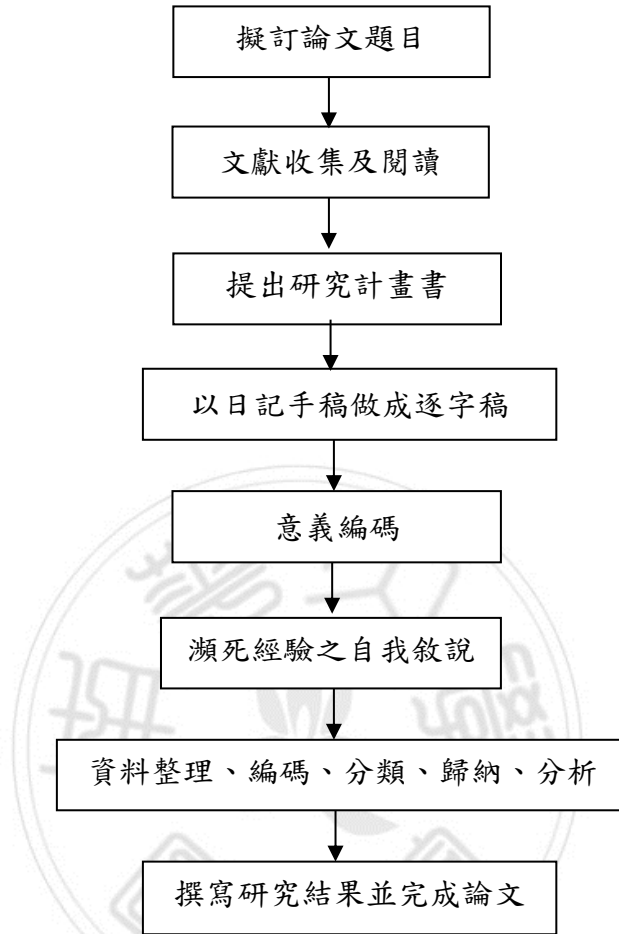 擬訂論文題目
文獻收集及閱讀
提出研究計畫書
以日記手稿做成逐字稿
意義編碼
瀕死經驗之自我敘說
資料整理、編碼、分類、歸納、分析
撰寫研究結果並完成論文